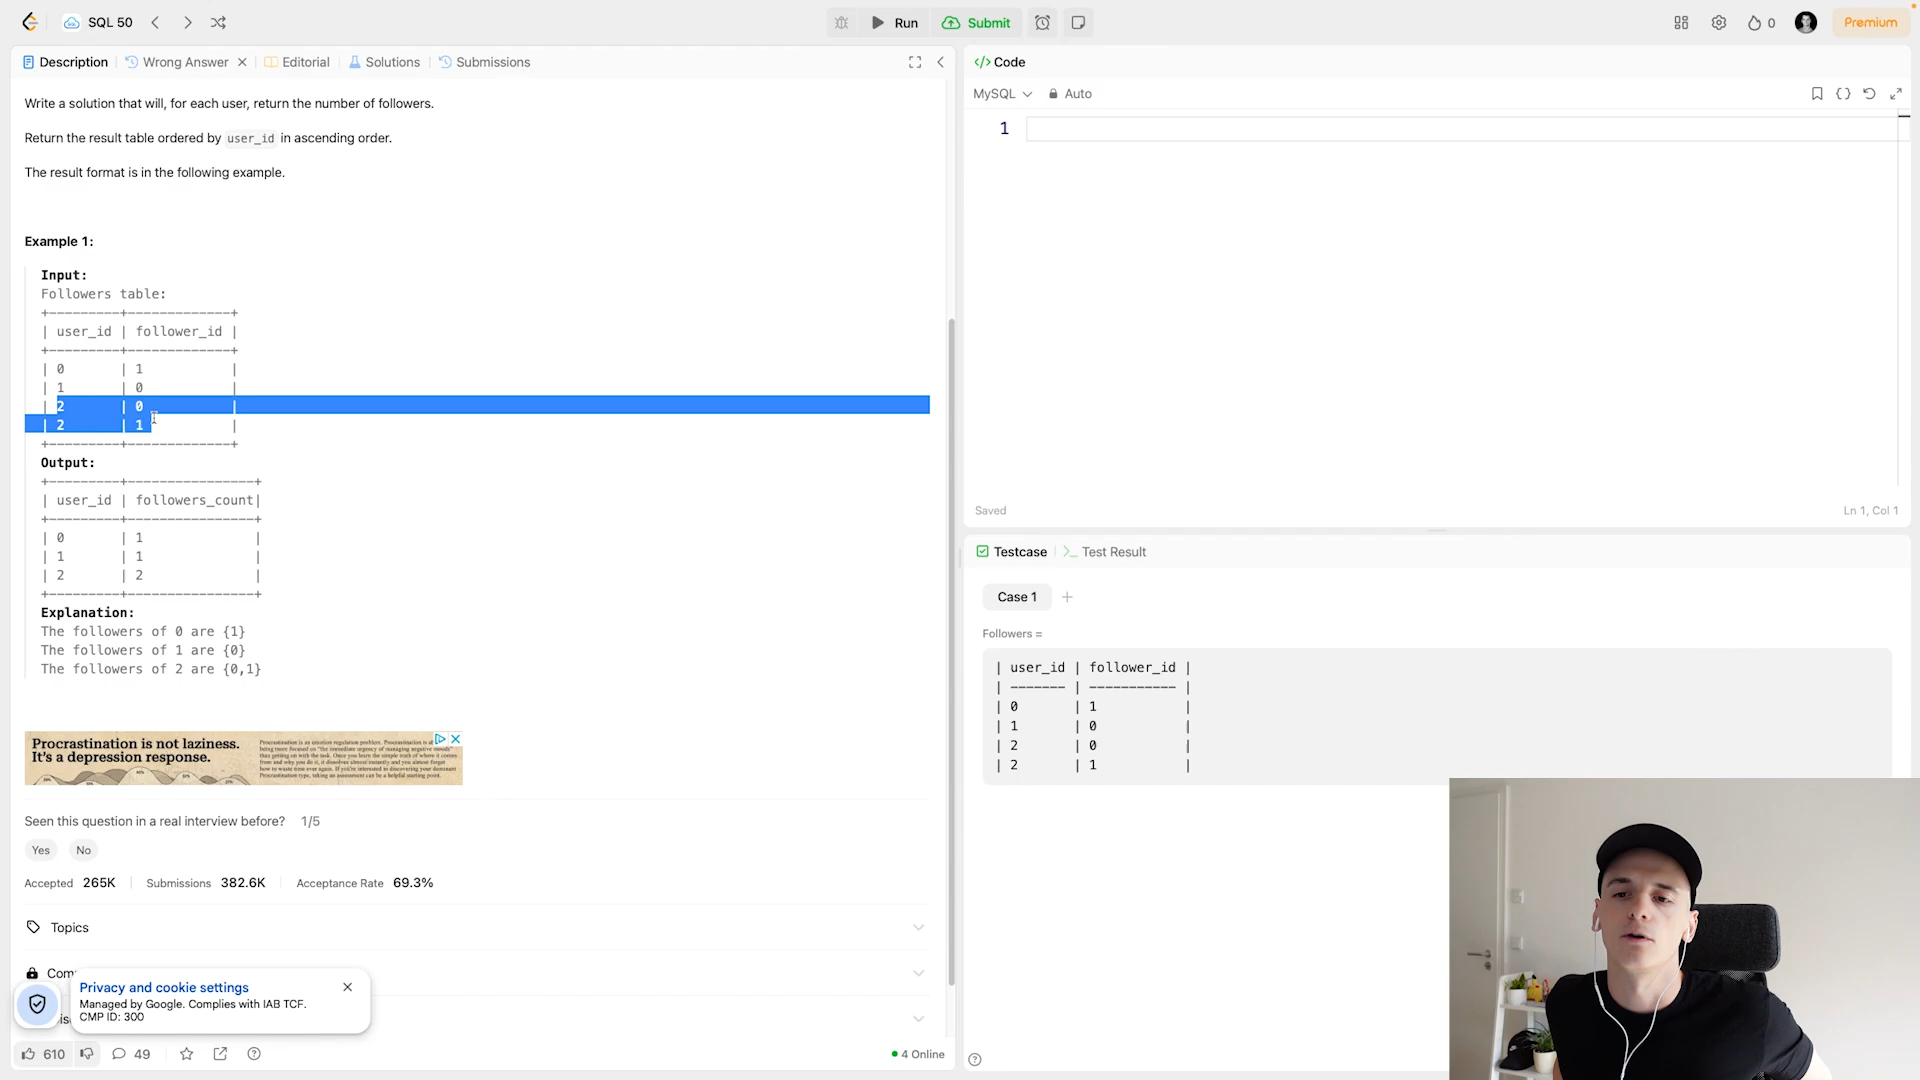 SQL 50
Run
Submit
0
Premium
Description
Wrong Answer
Editorial
Solutions
Submissions
Write a solution that will, for each user, return the number of followers.
Return the result table ordered by user_id in ascending order.
The result format is in the following example.
Example 1:
Input:
Followers table:
+---------+-------------+
| user_id | follower_id |
+---------+-------------+
| 0       | 1           |
| 1       | 0           |
| 2       | 0           |
| 2       | 1           |
+---------+-------------+
Output:
+---------+----------------+
| user_id | followers_count|
+---------+----------------+
| 0       | 1              |
| 1       | 1              |
| 2       | 2              |
+---------+----------------+
Explanation:
The followers of 0 are {1}
The followers of 1 are {0}
The followers of 2 are {0,1}
Procrastination is not laziness.
It's a depression response.
Seen this question in a real interview before? 1/5
Yes
No
Accepted 265K
Submissions 382.6K
Acceptance Rate 69.3%
Topics
Privacy and cookie settings
Managed by Google. Complies with IAB TCF.
CMP ID: 300
610
49
4 Online
</> Code
MySQL
Auto
1
Saved
Ln 1, Col 1
Testcase
Test Result
Case 1
Followers =
| user_id | follower_id |
| ------- | ----------- |
| 0       | 1           |
| 1       | 0           |
| 2       | 0           |
| 2       | 1           |